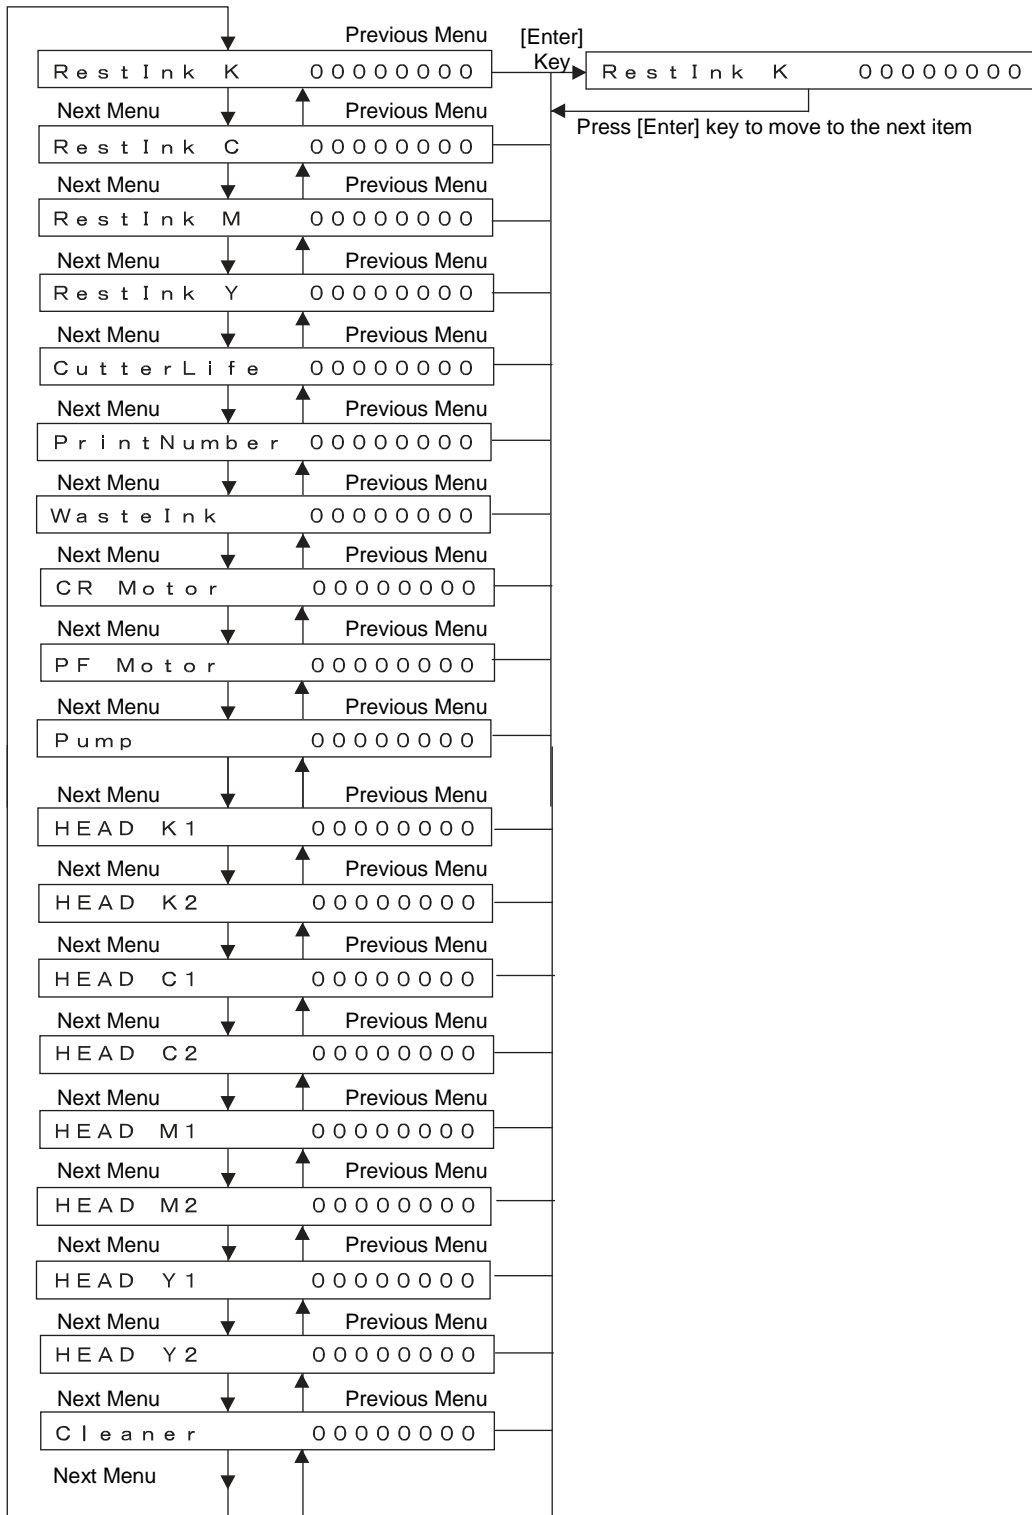 Previous Menu
[Enter]
Key
RestInk K 00000000
RestInk K 00000000
Next Menu Previous Menu
Press [Enter] key to move to the next item
RestInk C 00000000
Next Menu Previous Menu
RestInk M 00000000
Next Menu Previous Menu
RestInk Y 00000000
Next Menu Previous Menu
CutterLife 00000000
Next Menu Previous Menu
PrintNumber 00000000
Next Menu Previous Menu
WasteInk 00000000
Next Menu Previous Menu
CR Motor 00000000
Next Menu Previous Menu
PF Motor 00000000
Next Menu Previous Menu
Pump 00000000
Next Menu Previous Menu
HEAD K1 00000000
Next Menu Previous Menu
HEAD K2 00000000
Next Menu Previous Menu
HEAD C1 00000000
Next Menu Previous Menu
HEAD C2 00000000
Next Menu Previous Menu
HEAD M1 00000000
Next Menu Previous Menu
HEAD M2 00000000
Next Menu Previous Menu
HEAD Y1 00000000
Next Menu Previous Menu
HEAD Y2 00000000
Next Menu Previous Menu
Cleaner 00000000
Next Menu